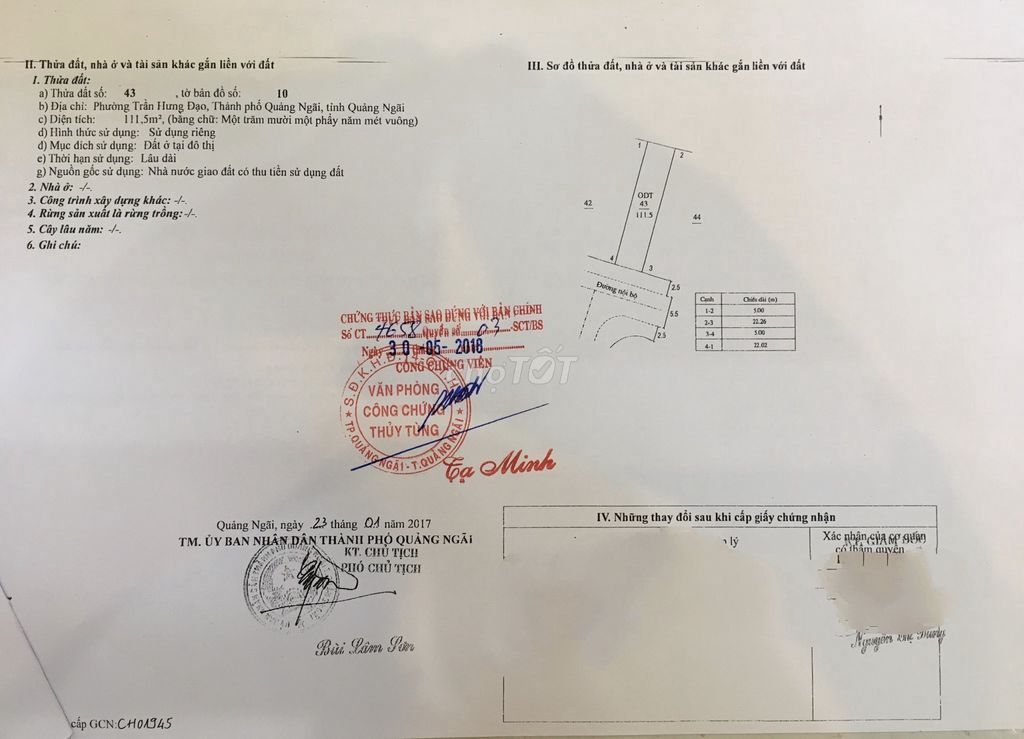 II. Thửa đất, nhà ở và tài sản khác gắn liền với đất
1. Thửa đất:
a) Thửa đất số: 43 , tờ bản đồ số: 10
b) Địa chỉ: Phường Trần Hưng Đạo, Thành phố Quảng Ngãi, tỉnh Quảng Ngãi
c) Diện tích: 111,5m², (bằng chữ: Một trăm mười một phẩy năm mét vuông)
d) Hình thức sử dụng: Sử dụng riêng
đ) Mục đích sử dụng: Đất ở tại đô thị
e) Thời hạn sử dụng: Lâu dài
g) Nguồn gốc sử dụng: Nhà nước giao đất có thu tiền sử dụng đất
2. Nhà ở: -/-.
3. Công trình xây dựng khác: -/-.
4. Rừng sản xuất là rừng trồng: -/-.
5. Cây lâu năm: -/-.
6. Ghi chú:
III. Sơ đồ thửa đất, nhà ở và tài sản khác gắn liền với đất
1
2
ODT
43
111.5
42
44
4
3
Đường nội bộ
2.5
5.5
2.5
Cạnh Chiều dài (m)
1-2 5.00
2-3 22.26
3-4 5.00
4-1 22.02
CHỨNG THỰC BẢN SAO ĐÚNG VỚI BẢN CHÍNH
Số CT 4658 Quyển số 03 -SCT/BS
Ngày 30-05-2018
CÔNG CHỨNG VIÊN
VĂN PHÒNG
CÔNG CHỨNG
THỦY TÙNG
TP.QUẢNG NGÃI - T.QUẢNG NGÃI
Tạ Minh
CHỢ TỐT
Quảng Ngãi, ngày 23 tháng 01 năm 2017
TM. ỦY BAN NHÂN DÂN THÀNH PHỐ QUẢNG NGÃI
KT. CHỦ TỊCH
PHÓ CHỦ TỊCH
Bùi Lâm Sơn
cấp GCN: CH01945
IV. Những thay đổi sau khi cấp giấy chứng nhận
lý
Xác nhận của cơ quan
có thẩm quyền
KT. GIÁM ĐỐC
Nguyễn